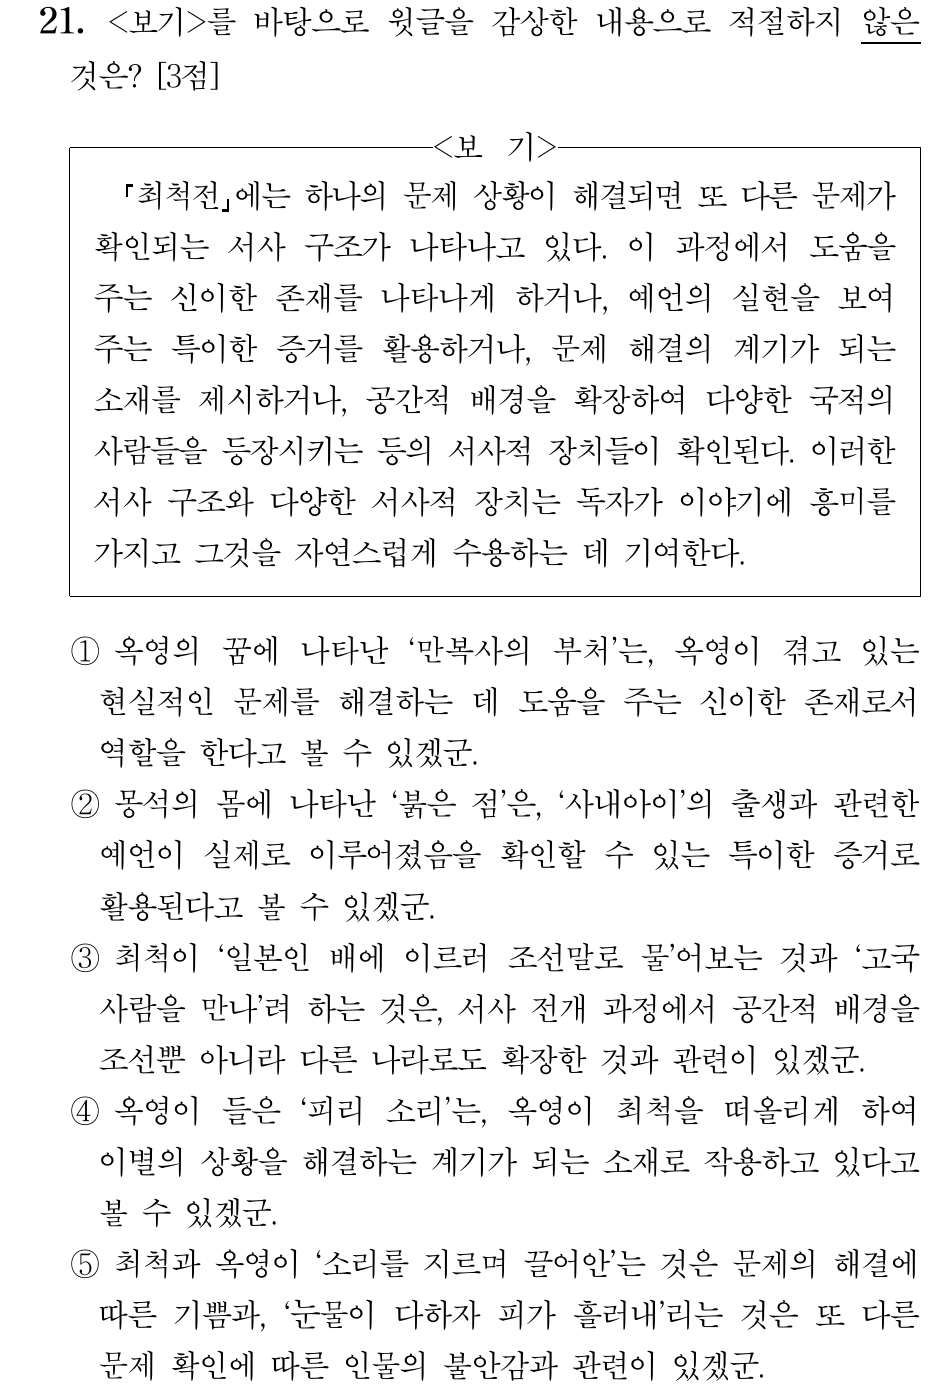 21. <보기>를 바탕으로 윗글을 감상한 내용으로 적절하지 않은
것은? [3점]
<보 기>
『최척전』에는 하나의 문제 상황이 해결되면 또 다른 문제가
확인되는 서사 구조가 나타나고 있다. 이 과정에서 도움을
주는 신이한 존재를 나타나게 하거나, 예언의 실현을 보여
주는 특이한 증거를 활용하거나, 문제 해결의 계기가 되는
소재를 제시하거나, 공간적 배경을 확장하여 다양한 국적의
사람들을 등장시키는 등의 서사적 장치들이 확인된다. 이러한
서사 구조와 다양한 서사적 장치는 독자가 이야기에 흥미를
가지고 그것을 자연스럽게 수용하는 데 기여한다.
① 옥영의 꿈에 나타난 ‘만복사의 부처’는, 옥영이 겪고 있는
현실적인 문제를 해결하는 데 도움을 주는 신이한 존재로서
역할을 한다고 볼 수 있겠군.
② 몽석의 몸에 나타난 ‘붉은 점’은, ‘사내아이’의 출생과 관련한
예언이 실제로 이루어졌음을 확인할 수 있는 특이한 증거로
활용된다고 볼 수 있겠군.
③ 최척이 ‘일본인 배에 이르러 조선말로 물’어보는 것과 ‘고국
사람을 만나’려 하는 것은, 서사 전개 과정에서 공간적 배경을
조선뿐 아니라 다른 나라로도 확장한 것과 관련이 있겠군.
④ 옥영이 들은 ‘피리 소리’는, 옥영이 최척을 떠올리게 하여
이별의 상황을 해결하는 계기가 되는 소재로 작용하고 있다고
볼 수 있겠군.
⑤ 최척과 옥영이 ‘소리를 지르며 끌어안’는 것은 문제의 해결에
따른 기쁨과, ‘눈물이 다하자 피가 흘러내’리는 것은 또 다른
문제 확인에 따른 인물의 불안감과 관련이 있겠군.